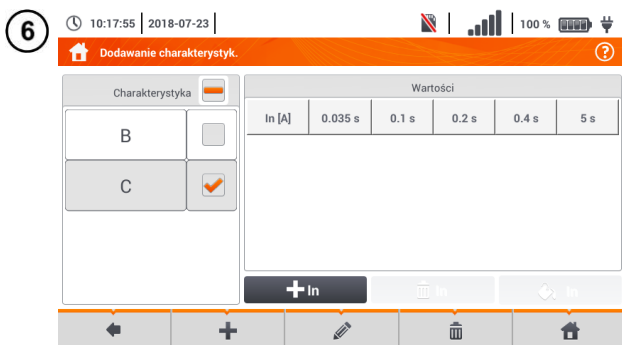 6
10:17:55 2018-07-23 100 %
Dodawanie charakterystyk. ?
Charakterystyka Wartości
In [A] 0.035 s 0.1 s 0.2 s 0.4 s 5 s
B
C
In In In